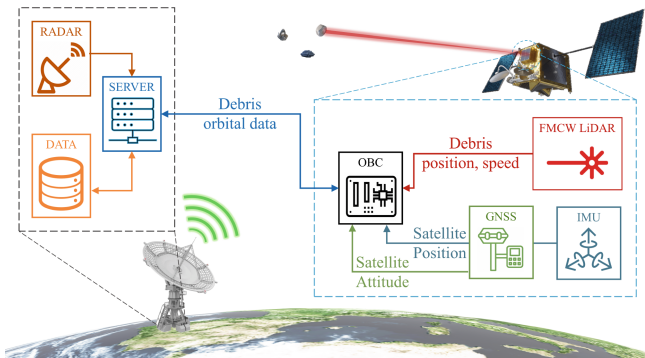 RADAR
SERVER
DATA
Debris
orbital data
OBC
Debris
position, speed
FMCW LiDAR
GNSS
IMU
Satellite
Position
Satellite
Attitude